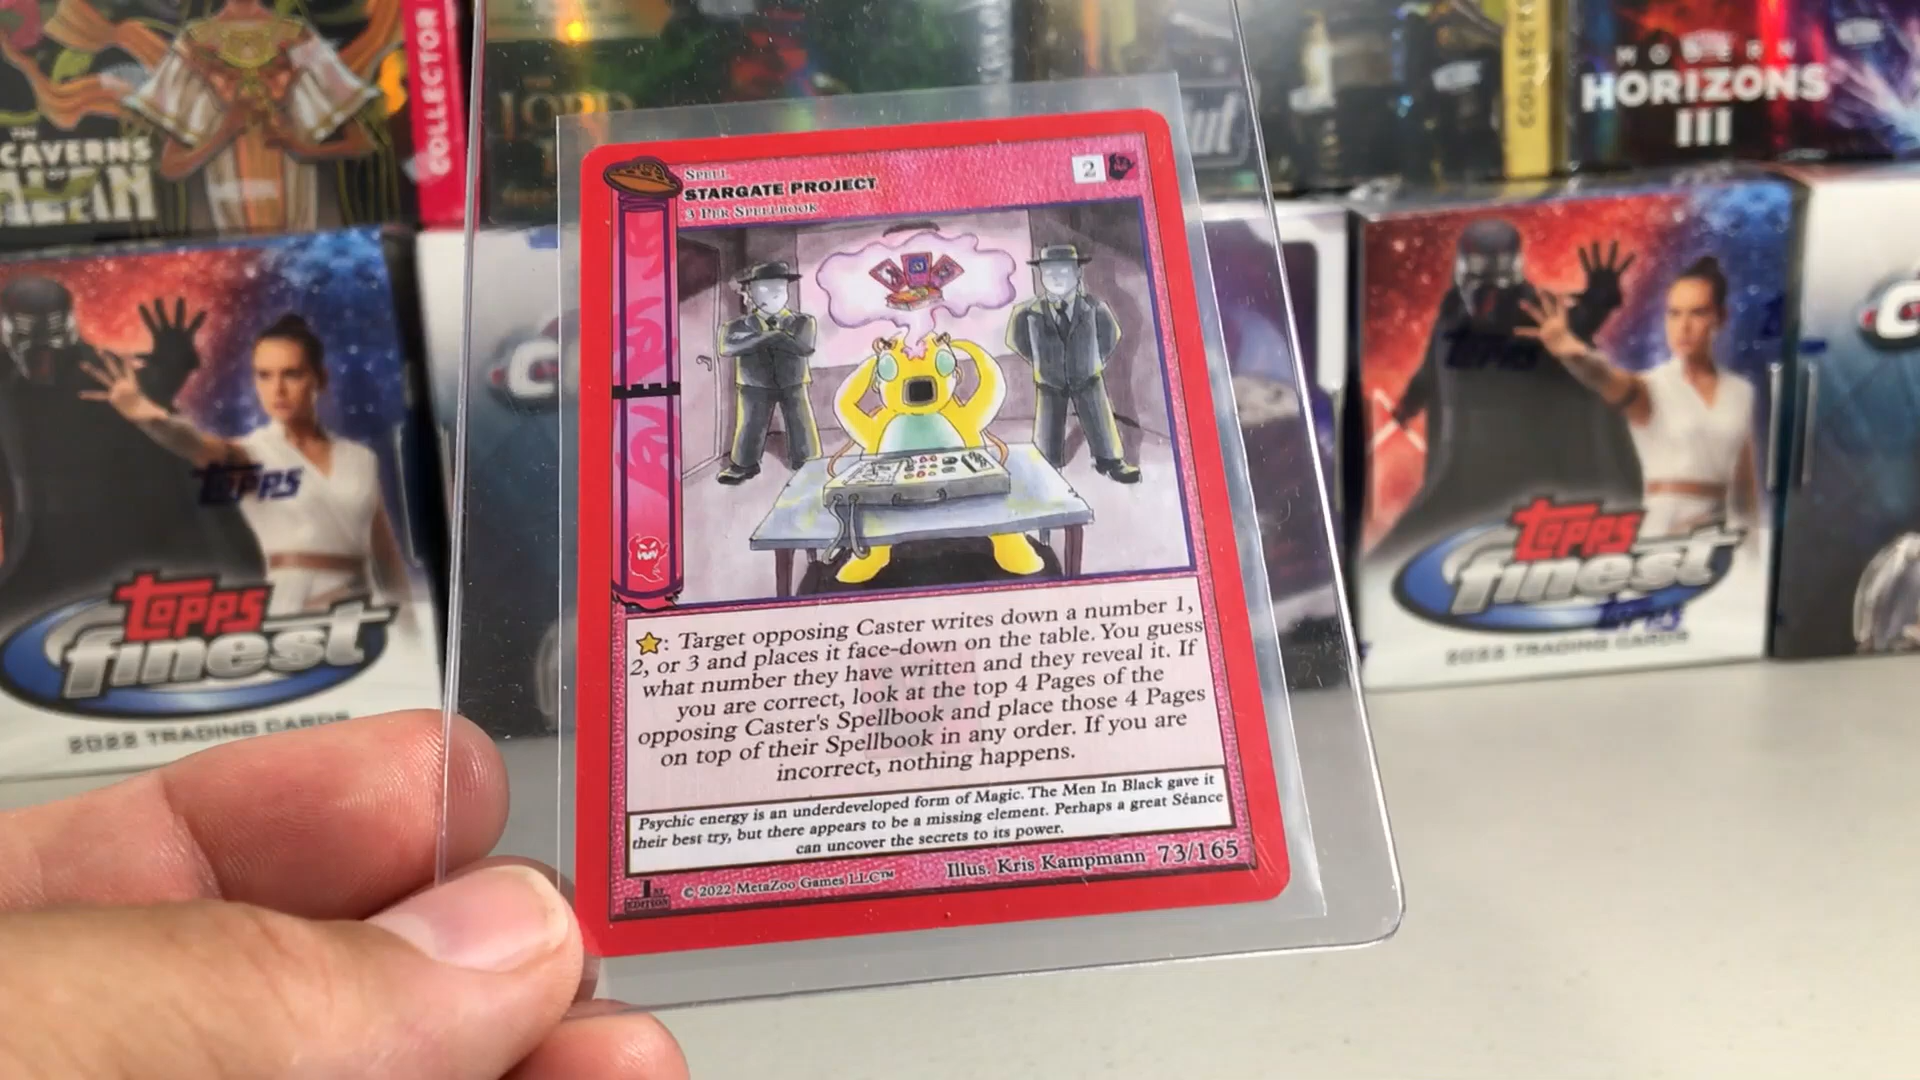 CAVERNS
COLLECTOR
LORD
COLLEC
MODERN
HORIZONS
III
SPELL
STARGATE PROJECT
3 PER SPELLBOOK
2
: Target opposing Caster writes down a number 1,
2, or 3 and places it face-down on the table. You guess
what number they have written and they reveal it. If
you are correct, look at the top 4 Pages of the
opposing Caster's Spellbook and place those 4 Pages
on top of their Spellbook in any order. If you are
incorrect, nothing happens.
Psychic energy is an underdeveloped form of Magic. The Men In Black gave it
their best try, but there appears to be a missing element. Perhaps a great Séance
can uncover the secrets to its power.
1ST
EDITION
© 2022 MetaZoo Games LLC™
Illus. Kris Kampmann 73/165
TOPPS
TOPPS
finest
2022 TRADING CARDS
TOPPS
TOPPS
finest
TOPPS
2022 TRADING CARDS